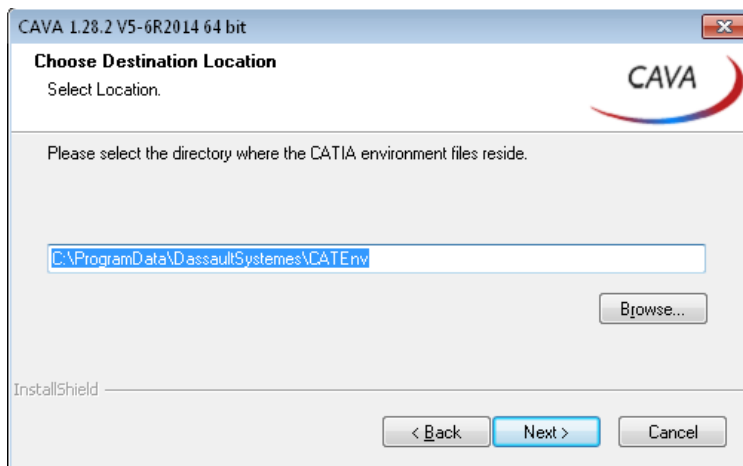 CAVA 1.28.2 V5-6R2014 64 bit
Choose Destination Location
Select Location.
CAVA
Please select the directory where the CATIA environment files reside.
C:\ProgramData\DassaultSystemes\CATEnv
Browse...
InstallShield
< Back
Next >
Cancel